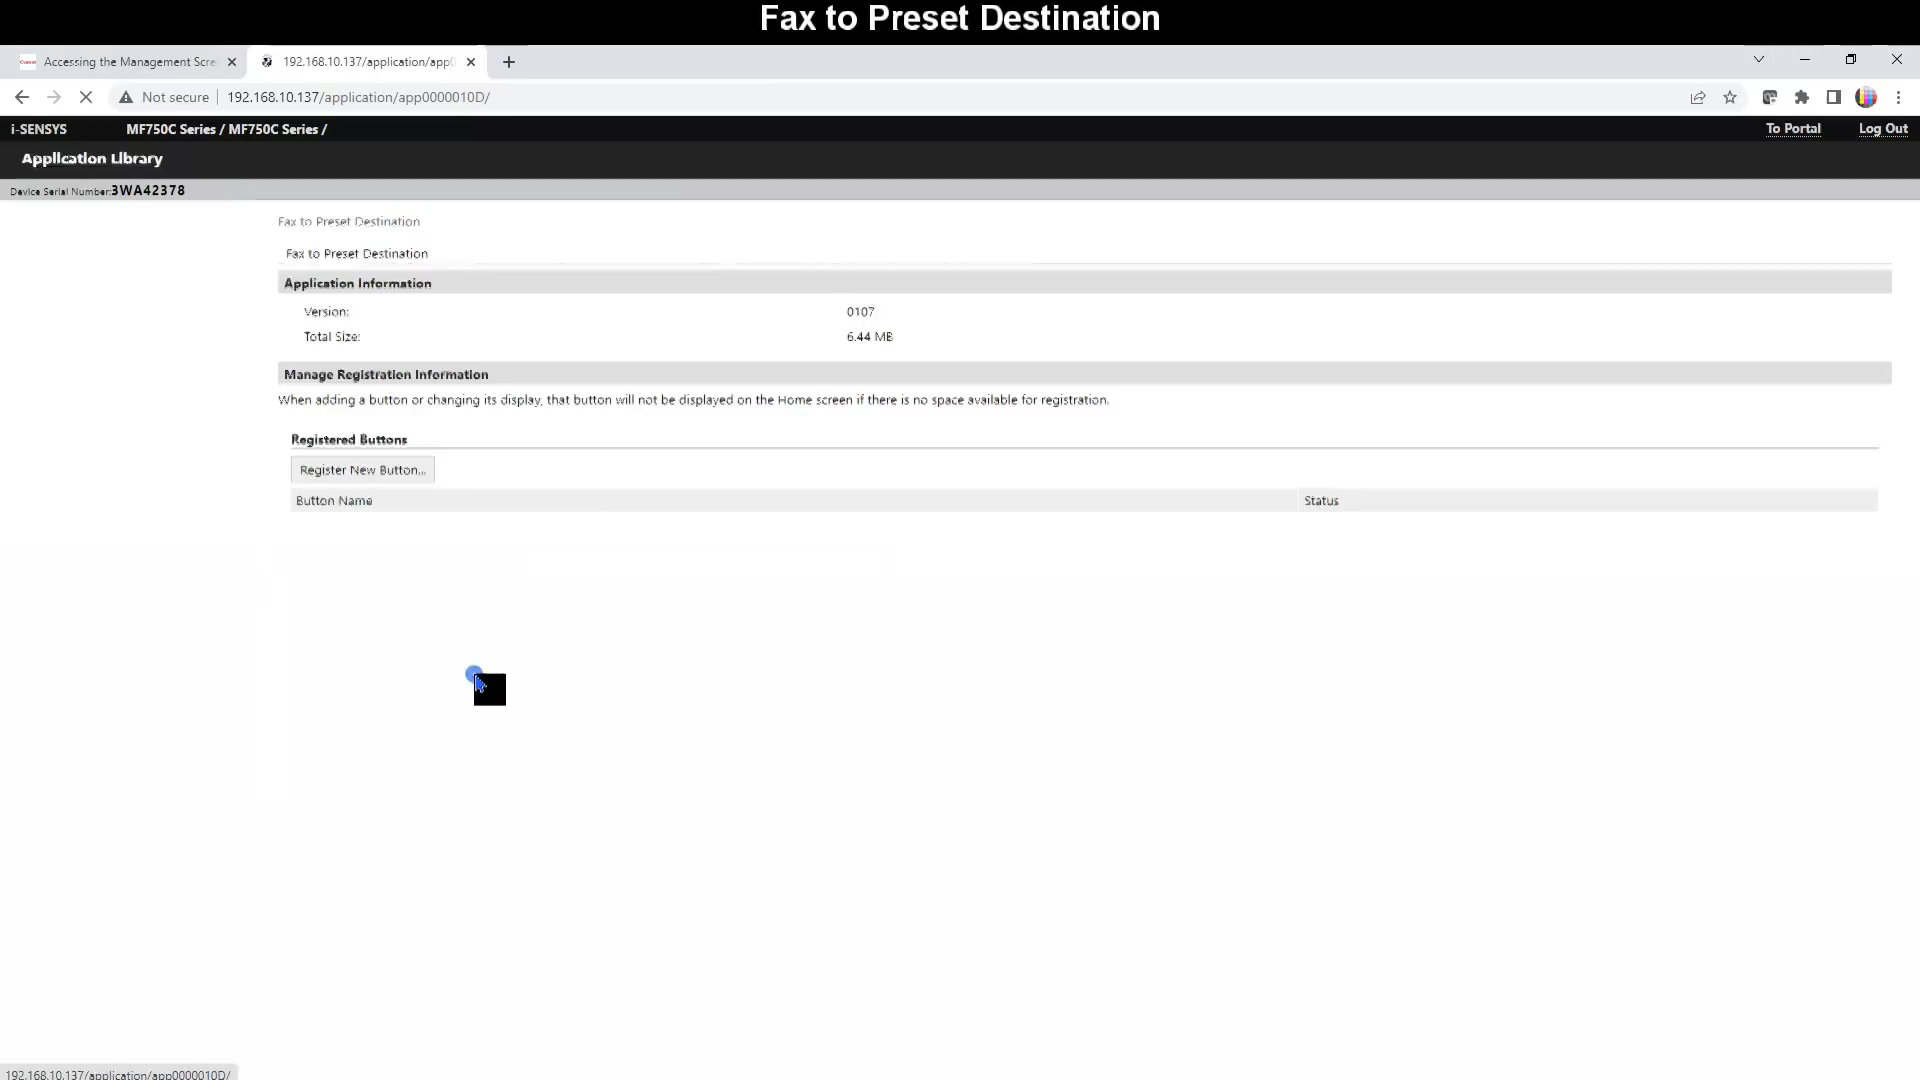 Fax to Preset Destination
Accessing the Management Scre
192.168.10.137/application/app0
Not secure
192.168.10.137/application/app0000010D/
i-SENSYS
MF750C Series / MF750C Series /
To Portal
Log Out
Application Library
Device Serial Number:3WA42378
Fax to Preset Destination
Fax to Preset Destination
Application Information
Version:
0107
Total Size:
6.44 MB
Manage Registration Information
When adding a button or changing its display, that button will not be displayed on the Home screen if there is no space available for registration.
Registered Buttons
Register New Button...
Button Name
Status
192.168.10.137/application/app0000010D/